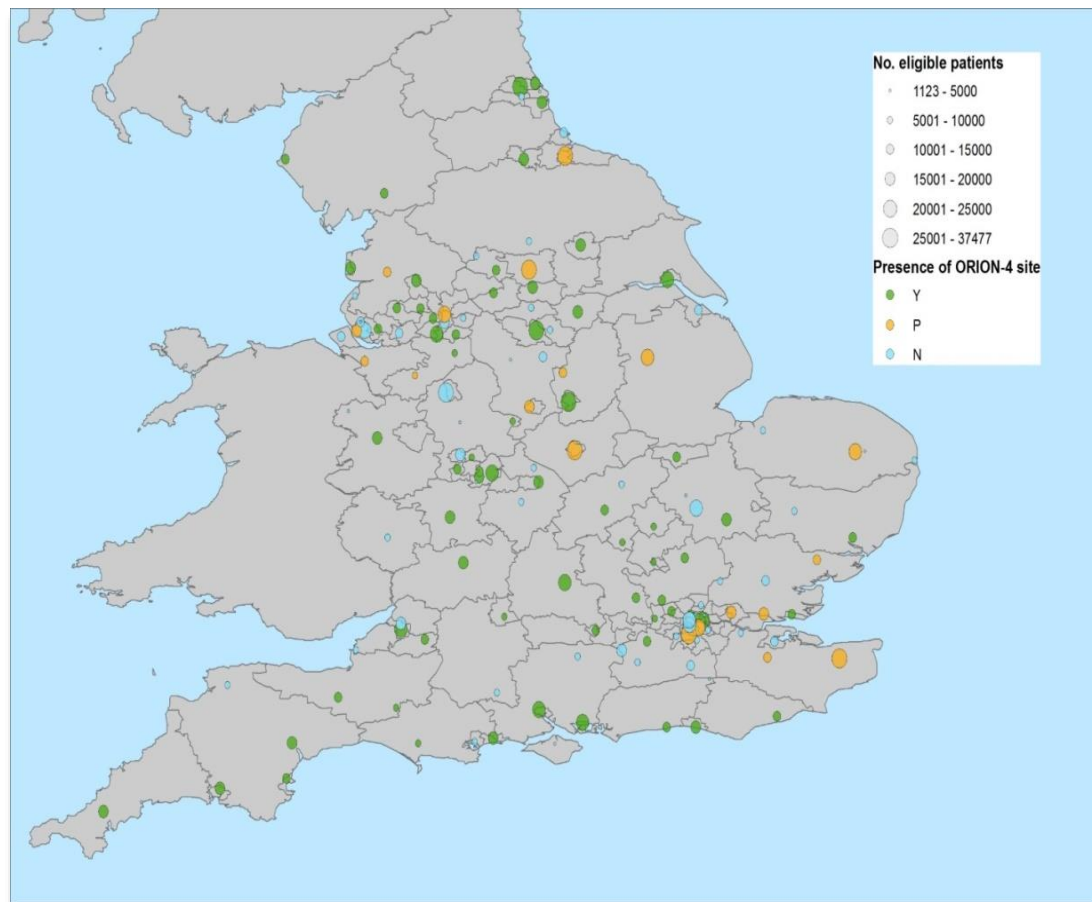 No. eligible patients
1123 - 5000
5001 - 10000
10001 - 15000
15001 - 20000
20001 - 25000
25001 - 37477
Presence of ORION-4 site
Y
P
N